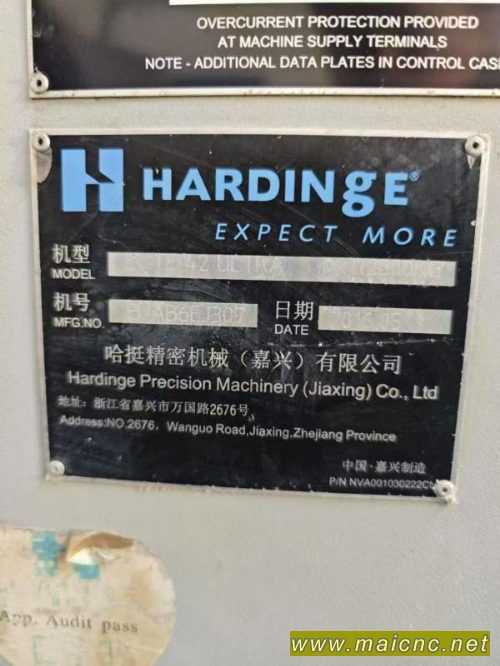 OVERCURRENT PROTECTION PROVIDED
AT MACHINE SUPPLY TERMINALS
NOTE - ADDITIONAL DATA PLATES IN CONTROL CASE
HARDINGE®
EXPECT MORE
机型
MODEL
ULTRA
机号
MFG.NO.
日期
DATE
哈挺精密机械（嘉兴）有限公司
Hardinge Precision Machinery (Jiaxing) Co., Ltd
地址: 浙江省嘉兴市万国路2676号
Address:NO.2676, Wanguo Road,Jiaxing,Zhejiang Province
中国·嘉兴制造
P/N NVA001030222CN
App. Audit pass
www.maicnc.net